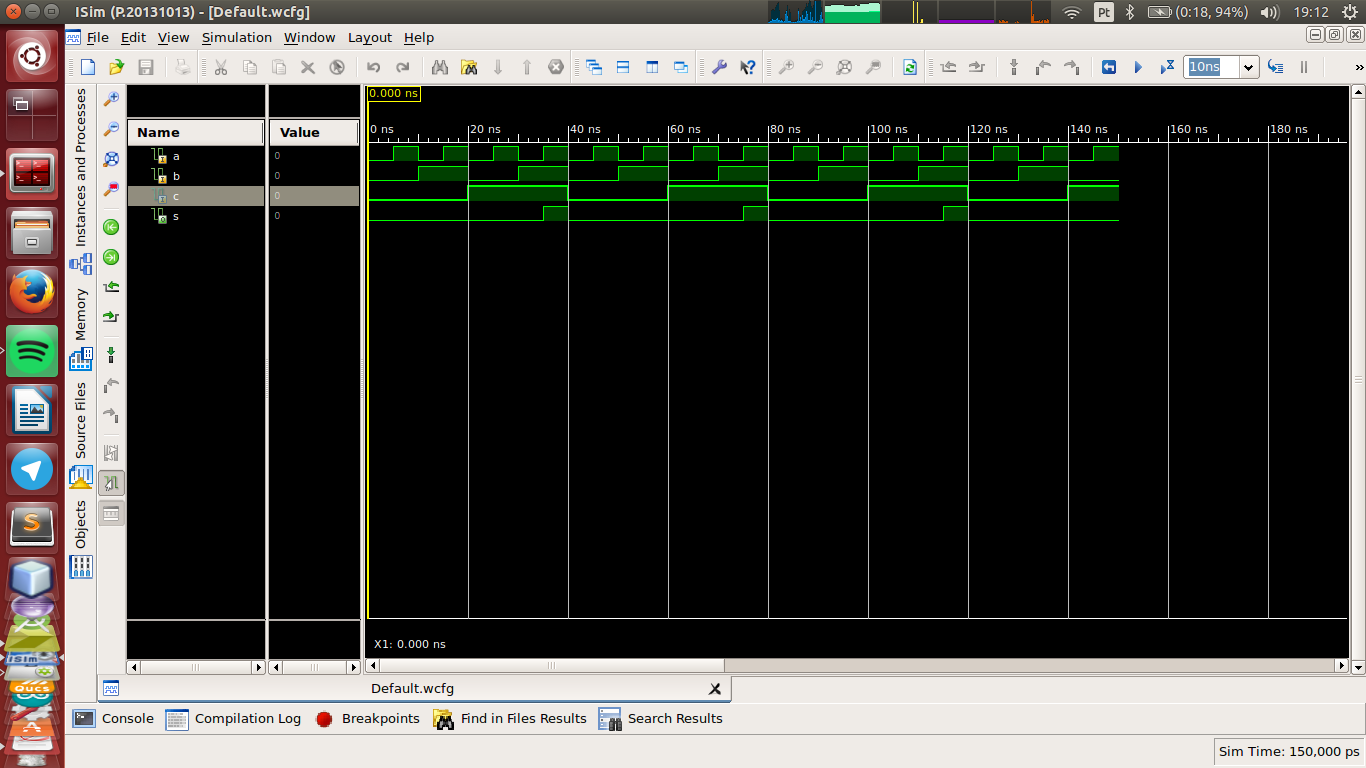 ISim (P.20131013) - [Default.wcfg]
Pt
(0:18, 94%)
19:12
File Edit View Simulation Window Layout Help
10ns
»
Instances and Processes
Memory
Source Files
Objects
Name
Value
a 0
b 0
c 0
s 0
0.000 ns
0 ns 20 ns 40 ns 60 ns 80 ns 100 ns 120 ns 140 ns 160 ns 180 ns
X1: 0.000 ns
Default.wcfg
Console Compilation Log Breakpoints Find in Files Results Search Results
Sim Time: 150,000 ps
S
ISim
Qucs